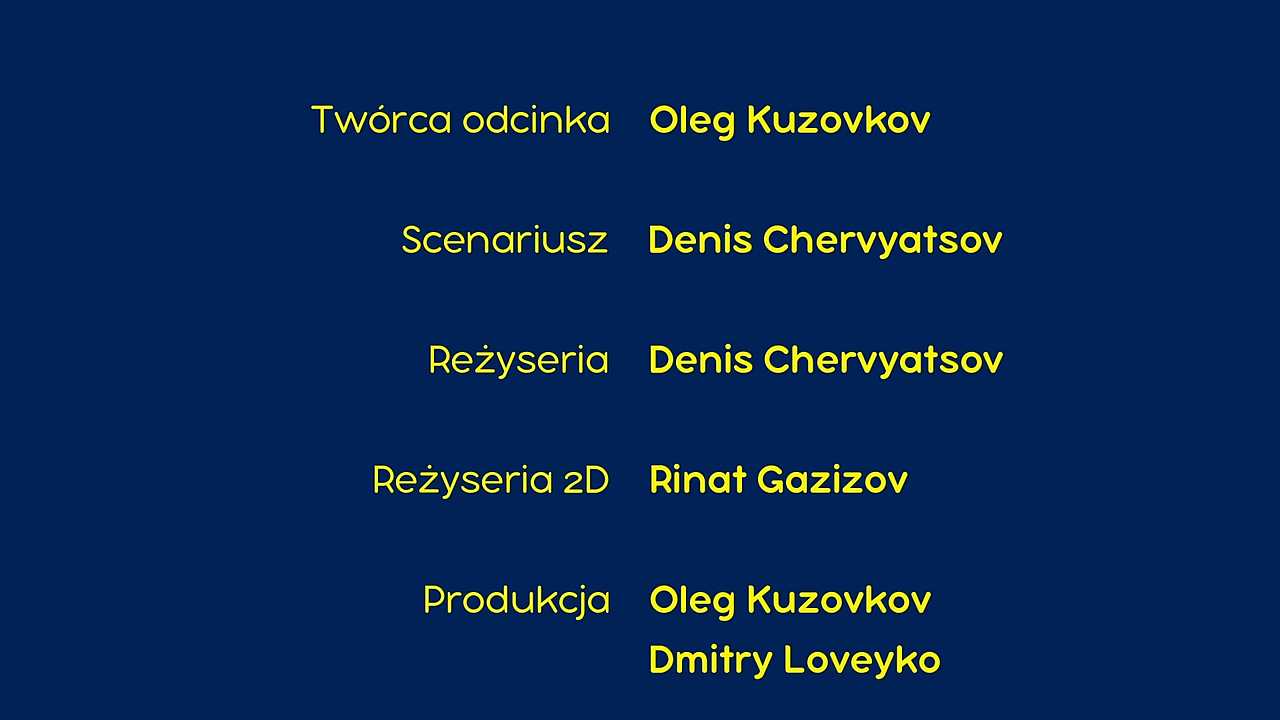 Twórca odcinka Oleg Kuzovkov
Scenariusz Denis Chervyatsov
Reżyseria Denis Chervyatsov
Reżyseria 2D Rinat Gazizov
Produkcja Oleg Kuzovkov
Dmitry Loveyko